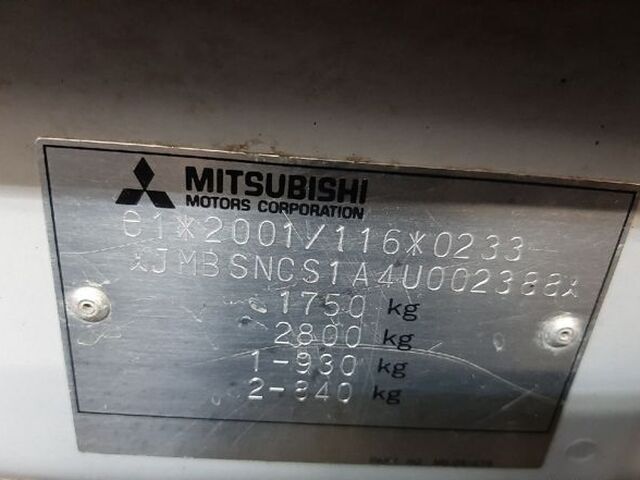 MITSUBISHI
MOTORS CORPORATION
e1*2001/116*0233
*JMBSNCS1A4U002388*
1750 kg
2800 kg
1-930 kg
2-840 kg